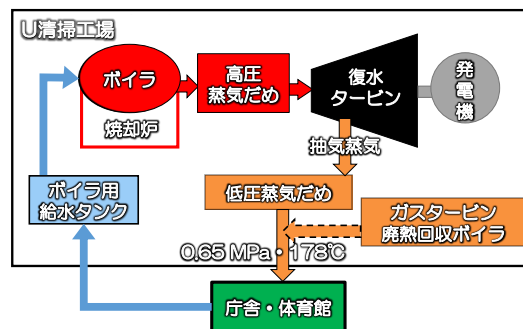 U清掃工場
ボイラ
焼却炉
高圧
蒸気だめ
復水
タービン
発電機
抽気蒸気
ボイラ用
給水タンク
低圧蒸気だめ
ガスタービン
廃熱回収ボイラ
0.65 MPa・178℃
庁舎・体育館